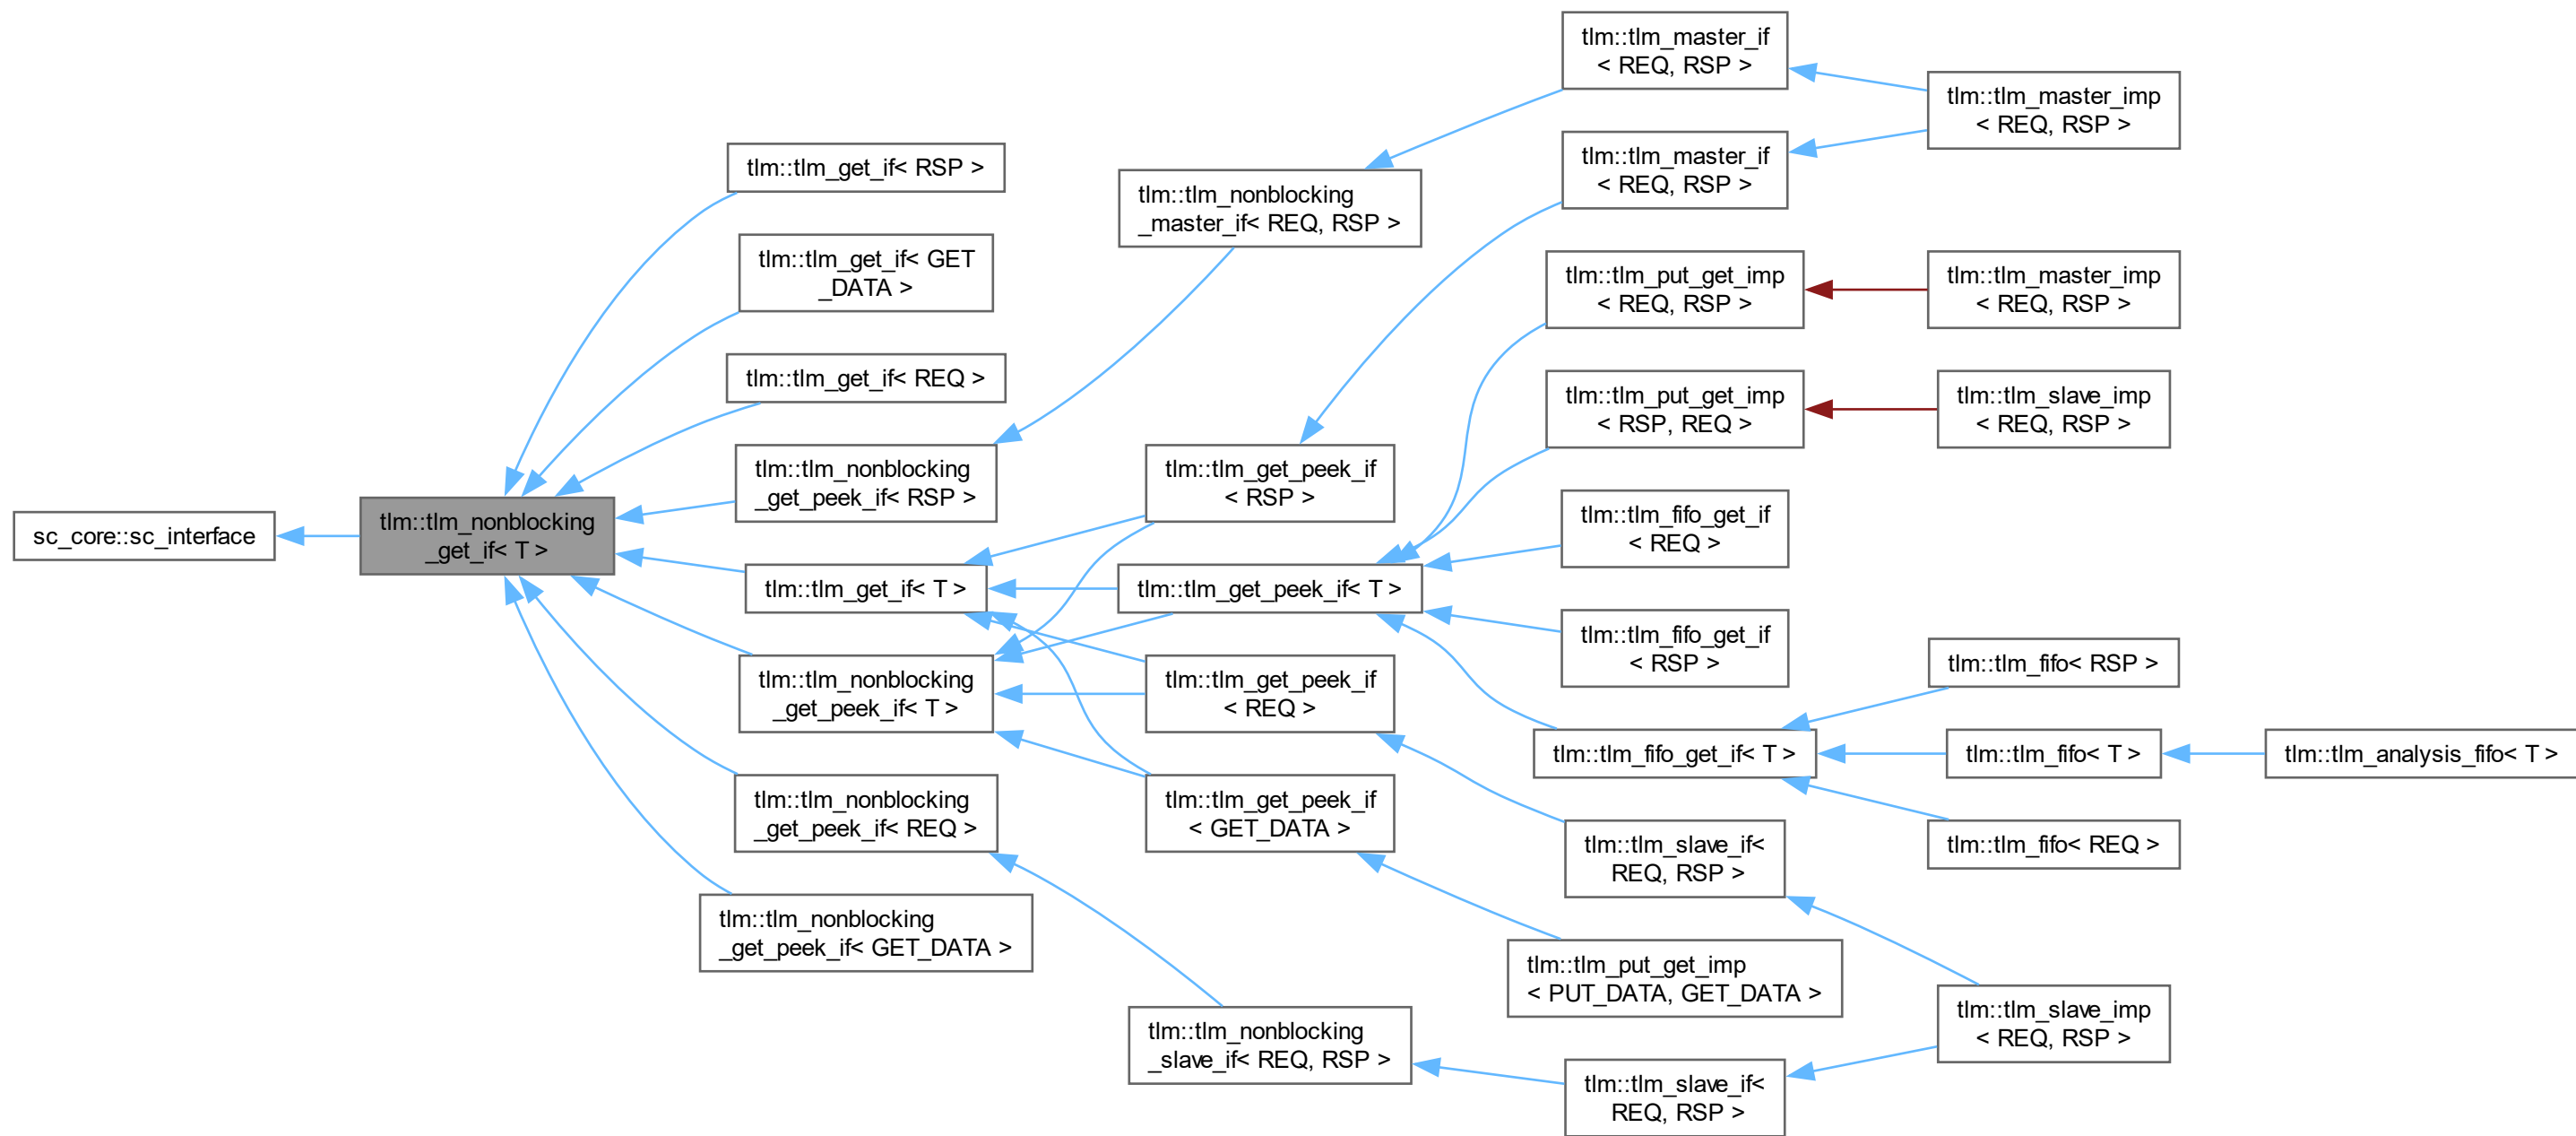 sc_core::sc_interface
tlm::tlm_nonblocking
_get_if< T >
tlm::tlm_get_if< RSP >
tlm::tlm_get_if< GET
_DATA >
tlm::tlm_get_if< REQ >
tlm::tlm_nonblocking
_get_peek_if< RSP >
tlm::tlm_get_if< T >
tlm::tlm_nonblocking
_get_peek_if< T >
tlm::tlm_nonblocking
_get_peek_if< REQ >
tlm::tlm_nonblocking
_get_peek_if< GET_DATA >
tlm::tlm_nonblocking
_master_if< REQ, RSP >
tlm::tlm_get_peek_if
< RSP >
tlm::tlm_get_peek_if< T >
tlm::tlm_get_peek_if
< REQ >
tlm::tlm_get_peek_if
< GET_DATA >
tlm::tlm_nonblocking
_slave_if< REQ, RSP >
tlm::tlm_master_if
< REQ, RSP >
tlm::tlm_master_if
< REQ, RSP >
tlm::tlm_put_get_imp
< REQ, RSP >
tlm::tlm_put_get_imp
< RSP, REQ >
tlm::tlm_fifo_get_if
< REQ >
tlm::tlm_fifo_get_if
< RSP >
tlm::tlm_fifo_get_if< T >
tlm::tlm_slave_if<
REQ, RSP >
tlm::tlm_put_get_imp
< PUT_DATA, GET_DATA >
tlm::tlm_slave_if<
REQ, RSP >
tlm::tlm_master_imp
< REQ, RSP >
tlm::tlm_master_imp
< REQ, RSP >
tlm::tlm_slave_imp
< REQ, RSP >
tlm::tlm_fifo< RSP >
tlm::tlm_fifo< T >
tlm::tlm_fifo< REQ >
tlm::tlm_slave_imp
< REQ, RSP >
tlm::tlm_analysis_fifo< T >